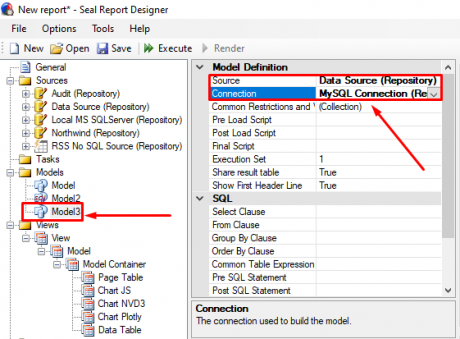 New report* - Seal Report Designer
File Options Tools Help
New Open Save Execute Render
General
Sources
Audit (Repository)
Data Source (Repository)
Local MS SQLServer (Repository)
Northwind (Repository)
RSS No SQL Source (Repository)
Tasks
Models
Model
Model2
Model3
Views
View
Model
Model Container
Page Table
Chart JS
Chart NVD3
Chart Plotly
Data Table
Model Definition
Source Data Source (Repository)
Connection MySQL Connection (Re
Common Restrictions and V (Collection)
Pre Load Script
Post Load Script
Final Script
Execution Set 1
Share result table True
Show First Header Line True
SQL
Select Clause
From Clause
Group By Clause
Order By Clause
Common Table Expression
Pre SQL Statement
Post SQL Statement
Connection
The connection used to build the model.